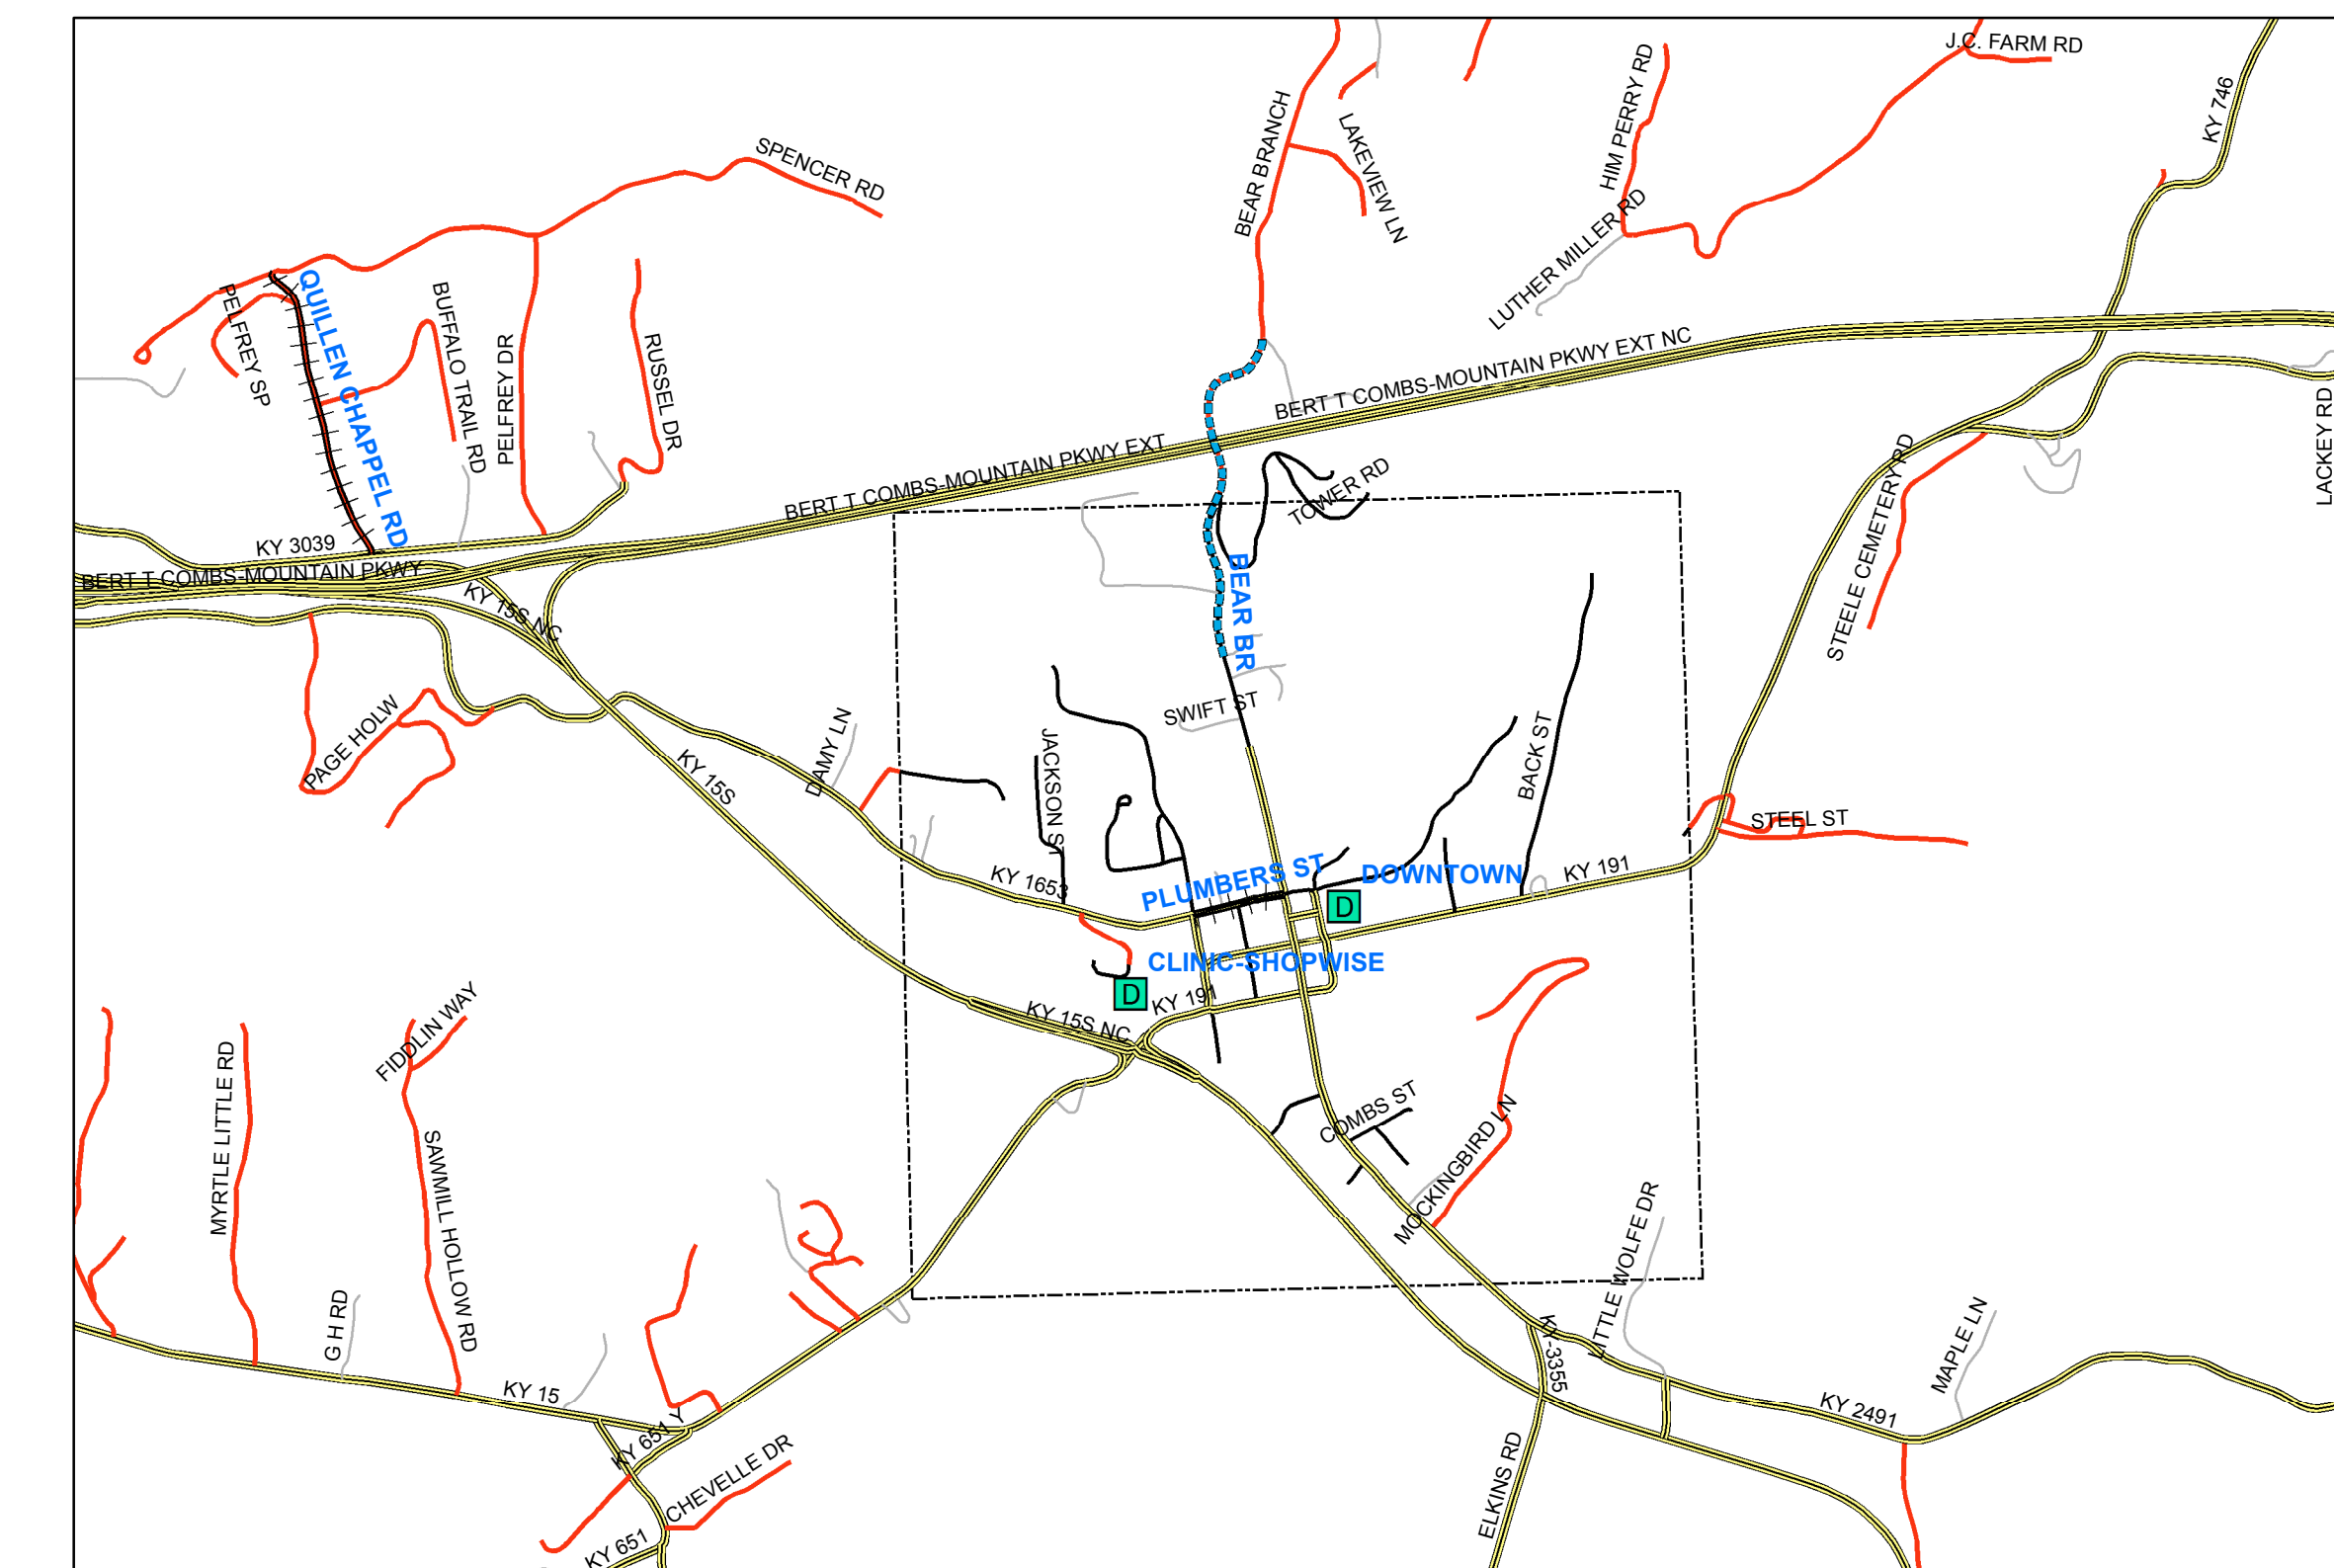 J.C. FARM RD
KY 746
HIM PERRY RD
BEAR BRANCH
LAKEVIEW LN
SPENCER RD
LUTHER MILLER RD
QUILLEN CHAPPEL RD
PELFREY SP
BUFFALO TRAIL RD
PELFREY DR
RUSSEL DR
BERT T COMBS-MOUNTAIN PKWY EXT NC
BERT T COMBS-MOUNTAIN PKWY EXT
LACKEY RD
STEELE CEMETERY RD
TOWER RD
KY 3039
BERT T COMBS-MOUNTAIN PKWY
KY 15S NC
BEAR BR
SWIFT ST
PAGE HOLW
DAMY LN
KY 15S
JACKSON ST
BACK ST
STEEL ST
KY 1653
PLUMBERS ST
DOWNTOWN
KY 191
D
CLINIC-SHOPWISE
D
KY 191
KY 15S NC
FIDDLIN WAY
MYRTLE LITTLE RD
SAWMILL HOLLOW RD
COMBS ST
MOCKINGBIRD LN
LITTLE WOLFE DR
G H RD
KY-3355
MAPLE LN
KY 15
KY 2491
KY 651 Y
CHEVELLE DR
ELKINS RD
KY 651